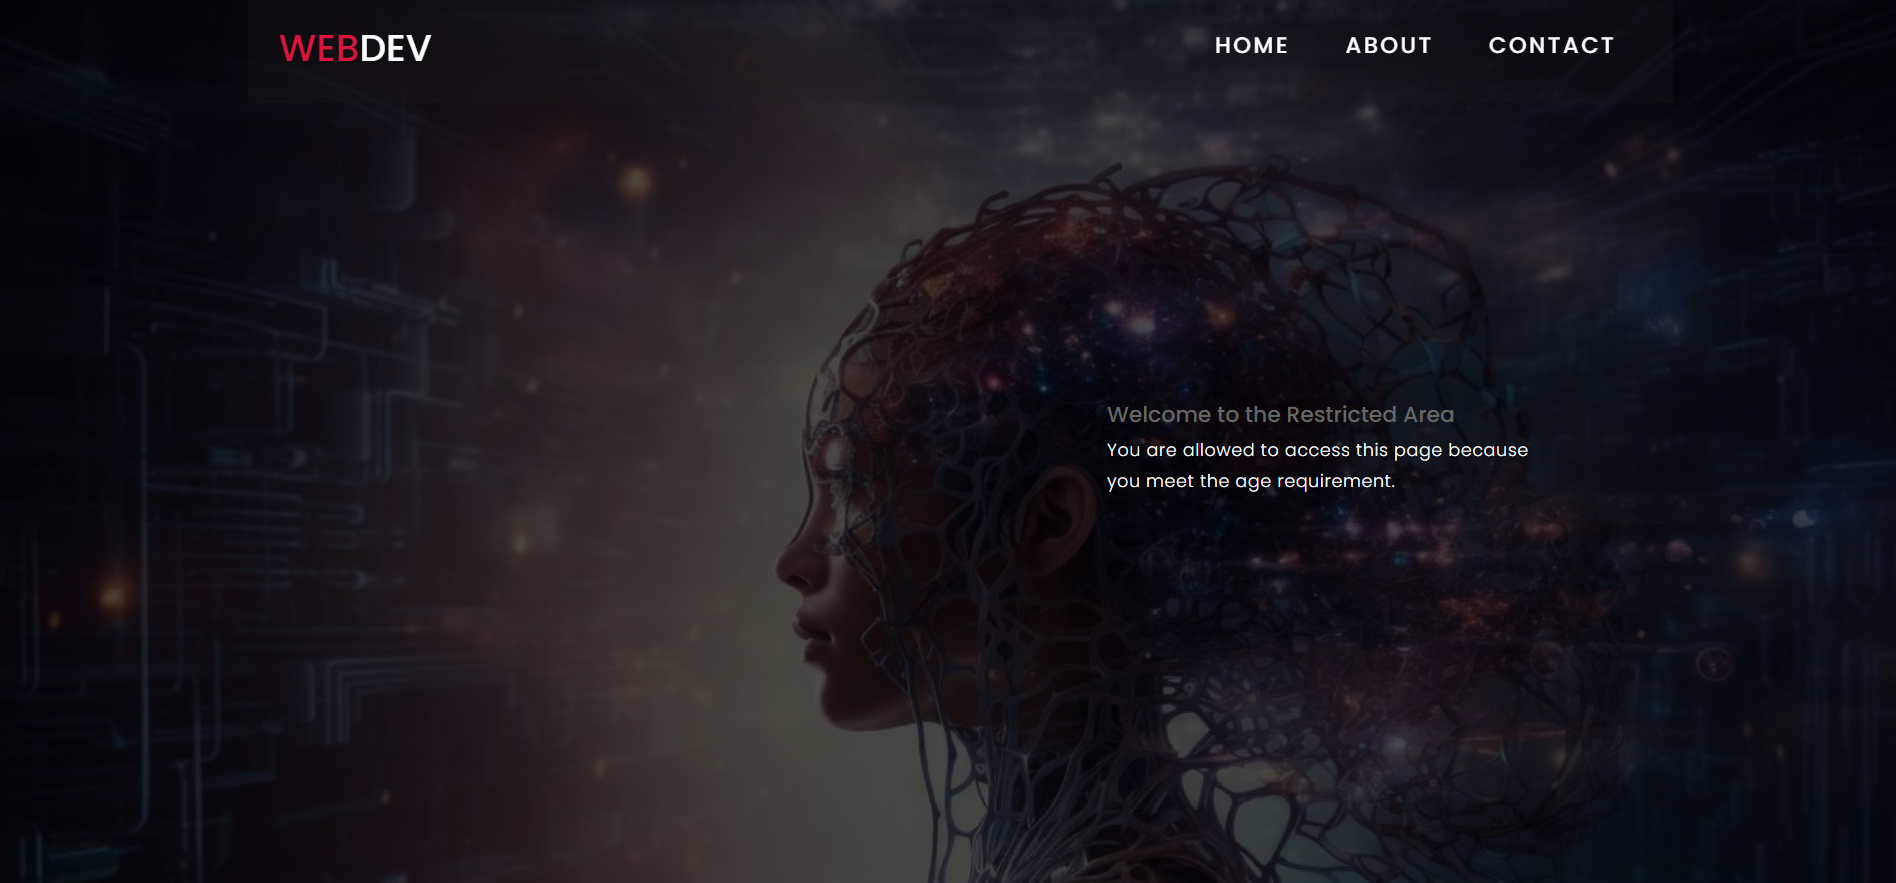 WEBDEV
HOME ABOUT CONTACT
Welcome to the Restricted Area
You are allowed to access this page because
you meet the age requirement.